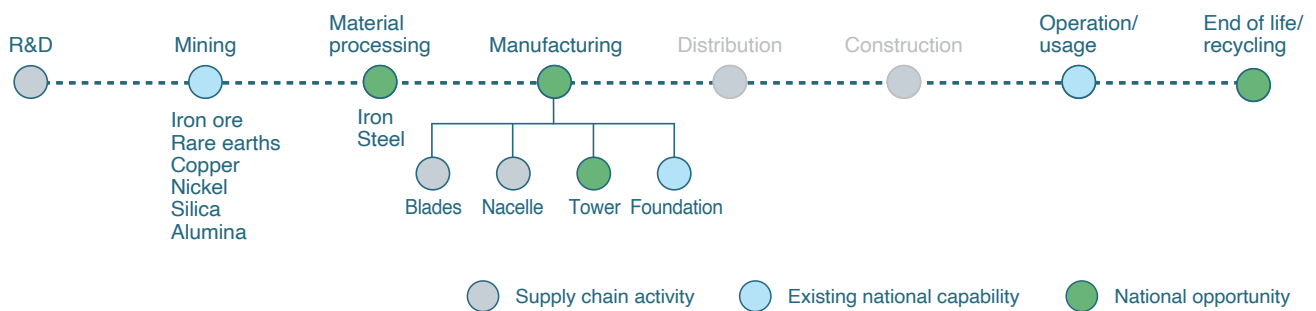 R&D
Mining
Material
processing
Manufacturing
Distribution
Construction
Operation/
usage
End of life/
recycling
Iron ore
Rare earths
Copper
Nickel
Silica
Alumina
Iron
Steel
Blades
Nacelle
Tower
Foundation
Supply chain activity
Existing national capability
National opportunity